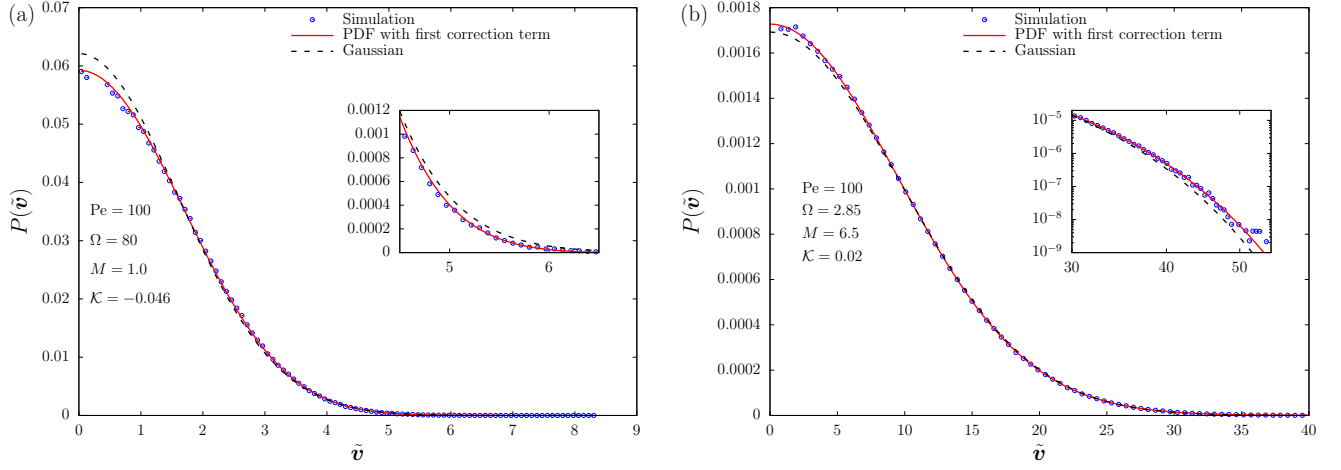 (a)
Simulation
PDF with first correction term
Gaussian
0.07
0.06
0.05
0.04
0.03
0.02
0.01
0
P(ṽ)
Pe = 100
Ω = 80
M = 1.0
𝒦 = −0.046
0.0012
0.001
0.0008
0.0006
0.0004
0.0002
0
5 6
0 1 2 3 4 5 6 7 8 9
ṽ
(b)
Simulation
PDF with first correction term
Gaussian
0.0018
0.0016
0.0014
0.0012
0.001
0.0008
0.0006
0.0004
0.0002
0
P(ṽ)
Pe = 100
Ω = 2.85
M = 6.5
𝒦 = 0.02
10⁻⁵
10⁻⁶
10⁻⁷
10⁻⁸
10⁻⁹
30 40 50
0 5 10 15 20 25 30 35 40
ṽ